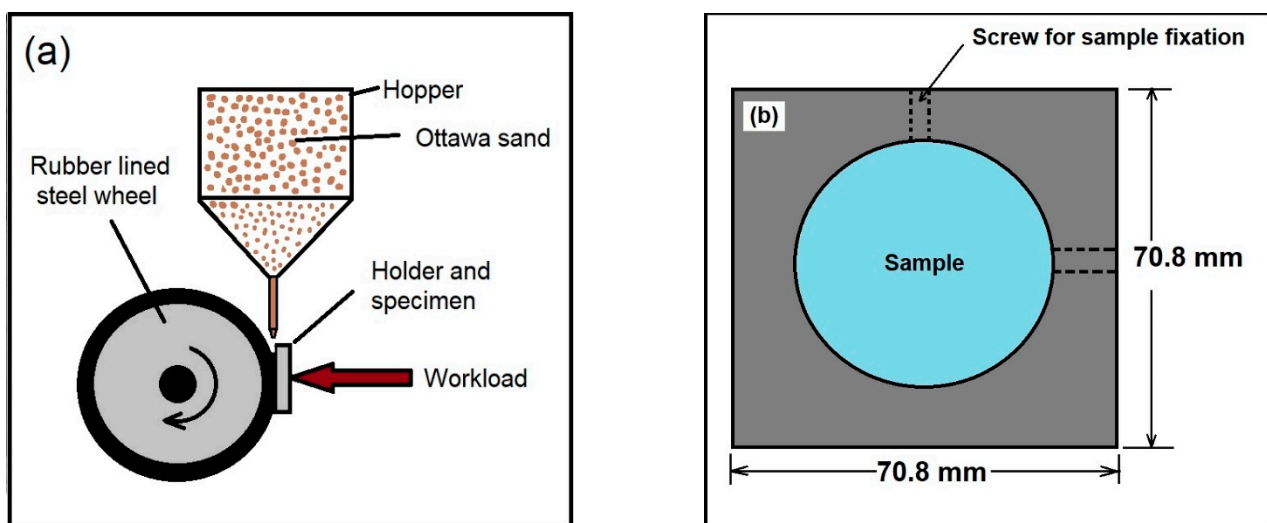 (a)
Hopper
Ottawa sand
Rubber lined
steel wheel
Holder and
specimen
Workload
Screw for sample fixation
(b)
Sample
70.8 mm
70.8 mm